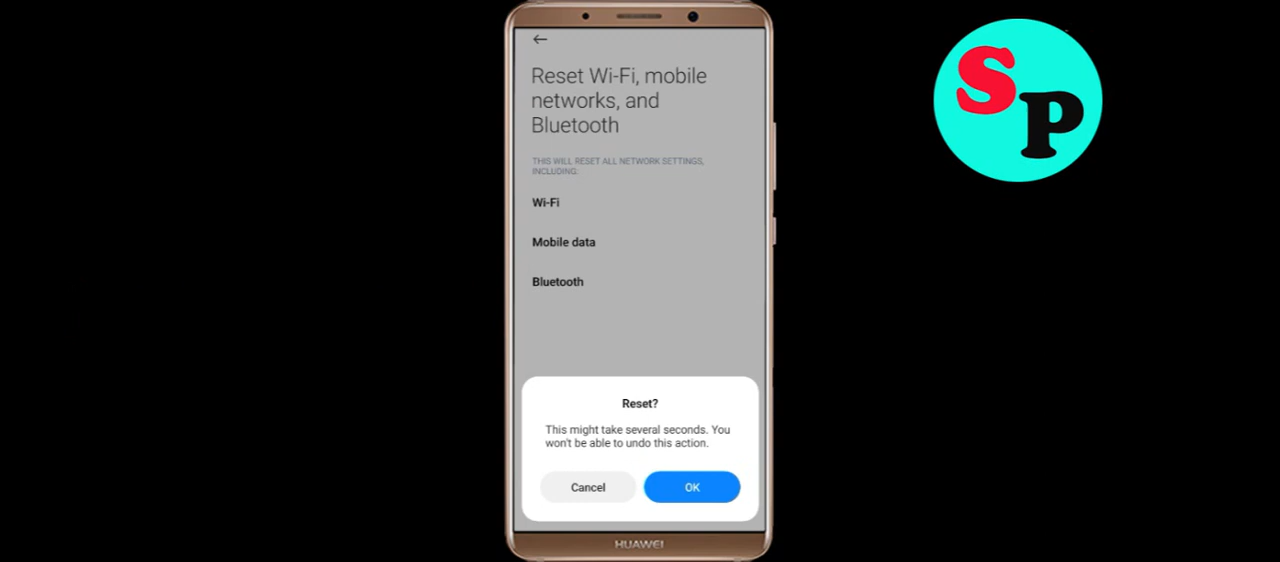 Reset Wi-Fi, mobile
networks, and
Bluetooth
THIS WILL RESET ALL NETWORK SETTINGS,
INCLUDING:
Wi-Fi
Mobile data
Bluetooth
Reset?
This might take several seconds. You
won't be able to undo this action.
Cancel
OK
HUAWEI
SP